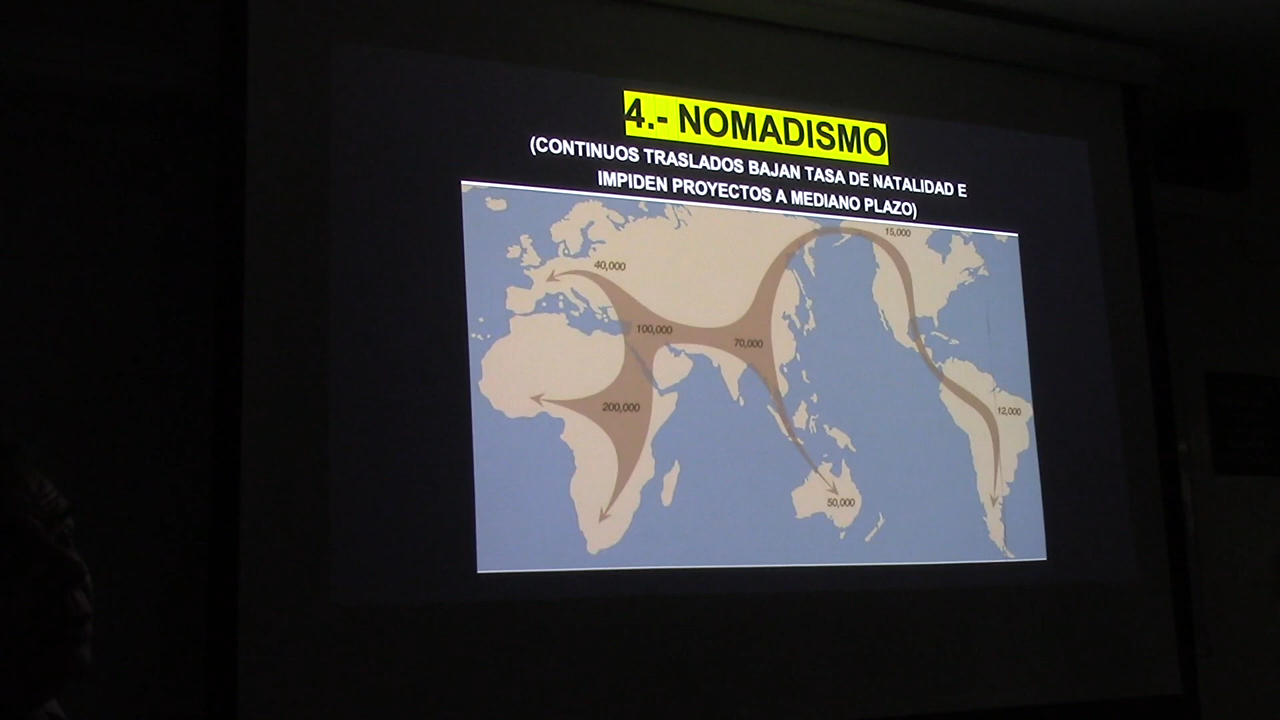 4.- NOMADISMO
(CONTINUOS TRASLADOS BAJAN TASA DE NATALIDAD E
IMPIDEN PROYECTOS A MEDIANO PLAZO)
15,000
40,000
100,000
70,000
200,000
12,000
50,000